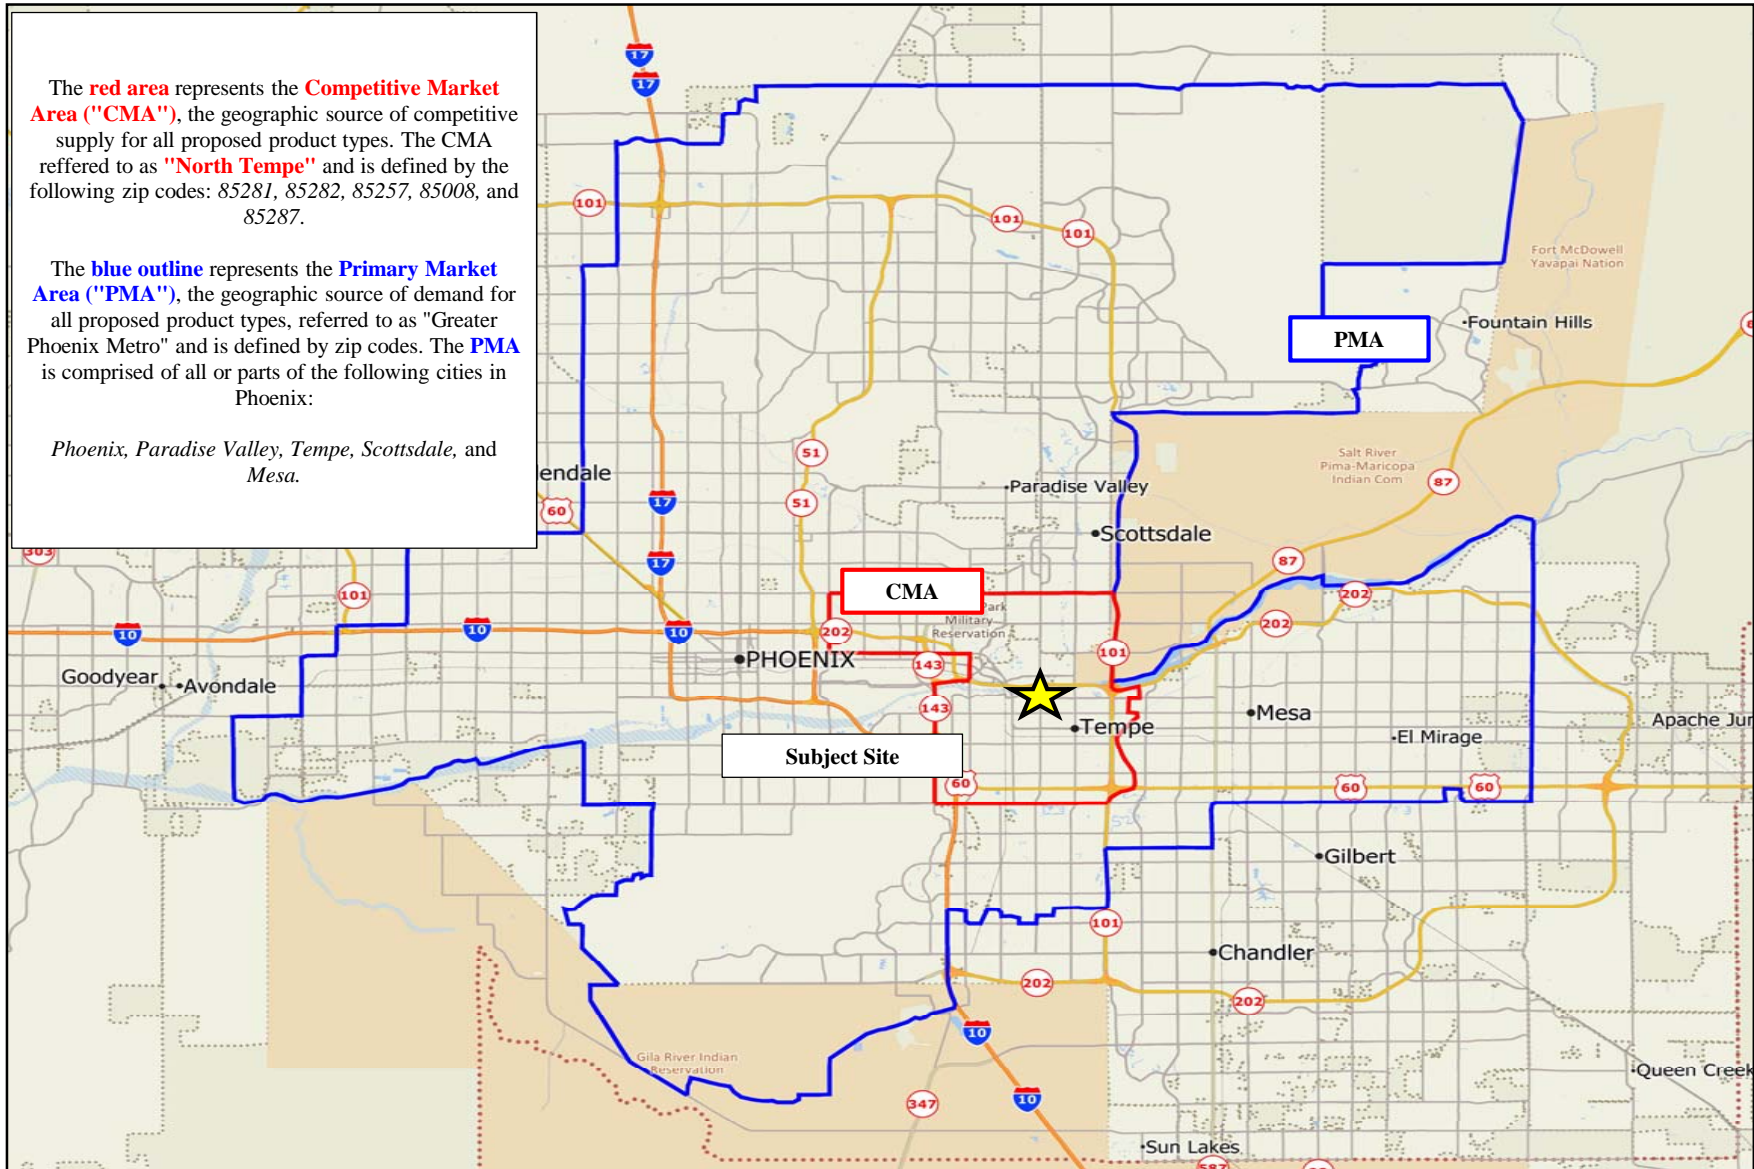 The red area represents the Competitive Market
Area ("CMA"), the geographic source of competitive
supply for all proposed product types. The CMA
reffered to as "North Tempe" and is defined by the
following zip codes: 85281, 85282, 85257, 85008, and
85287.
The blue outline represents the Primary Market
Area ("PMA"), the geographic source of demand for
all proposed product types, referred to as "Greater
Phoenix Metro" and is defined by zip codes. The PMA
is comprised of all or parts of the following cities in
Phoenix:
Phoenix, Paradise Valley, Tempe, Scottsdale, and
Mesa.
17
17
101
101
101
Fort McDowell
Yavapai Nation
Fountain Hills
PMA
51
lendale
Salt River
Pima-Maricopa
Indian Com
87
Paradise Valley
60
17
51
Scottsdale
303
17
87
101
CMA
Park
Military
Reservation
202
202
10
10
10
202
101
PHOENIX
143
Goodyear
Avondale
143
Tempe
Mesa
Apache Jun
El Mirage
Subject Site
60
60
60
Gilbert
101
Chandler
202
202
10
Gila River Indian
Reservation
Queen Creek
347
10
Sun Lakes
587